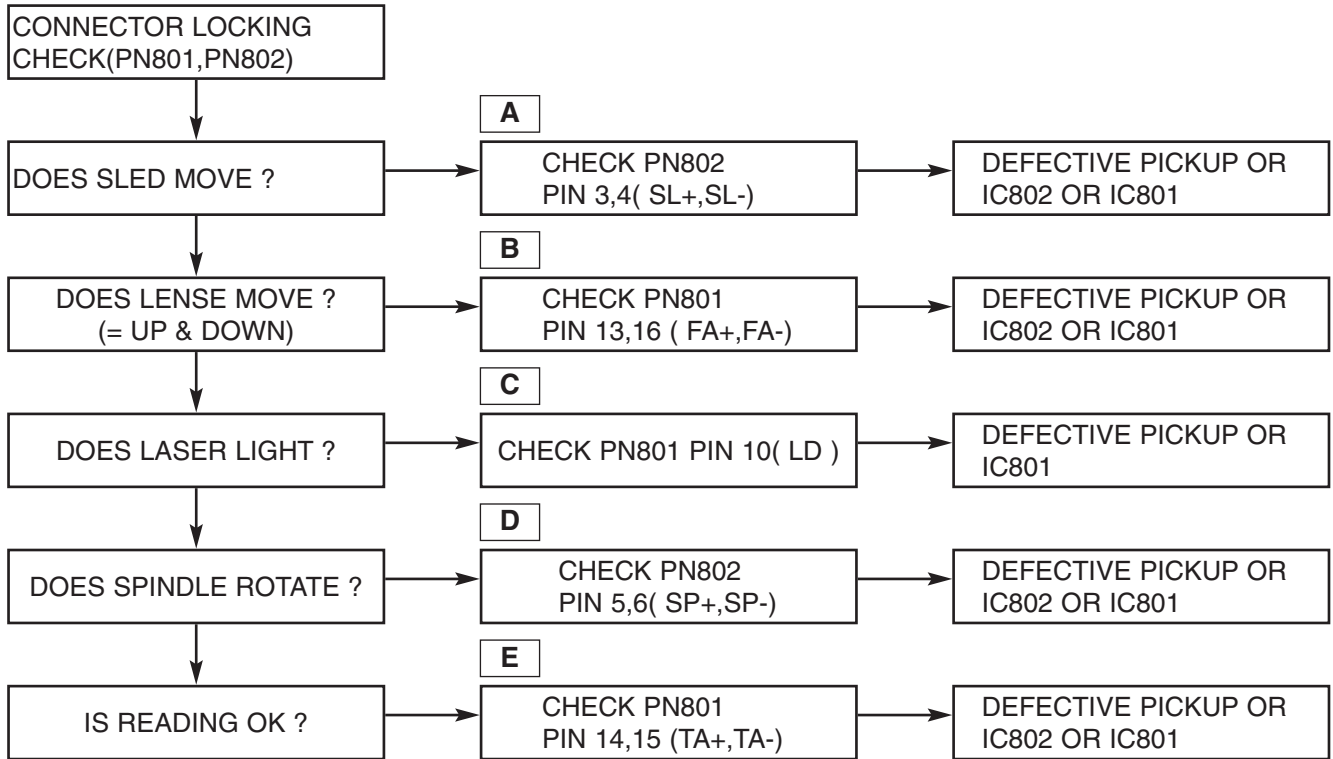 CONNECTOR LOCKING
CHECK(PN801,PN802)
A
DOES SLED MOVE ?
CHECK PN802
PIN 3,4( SL+,SL-)
DEFECTIVE PICKUP OR
IC802 OR IC801
B
DOES LENSE MOVE ?
(= UP & DOWN)
CHECK PN801
PIN 13,16 ( FA+,FA-)
DEFECTIVE PICKUP OR
IC802 OR IC801
C
DOES LASER LIGHT ?
CHECK PN801 PIN 10( LD )
DEFECTIVE PICKUP OR
IC801
D
DOES SPINDLE ROTATE ?
CHECK PN802
PIN 5,6( SP+,SP-)
DEFECTIVE PICKUP OR
IC802 OR IC801
E
IS READING OK ?
CHECK PN801
PIN 14,15 (TA+,TA-)
DEFECTIVE PICKUP OR
IC802 OR IC801